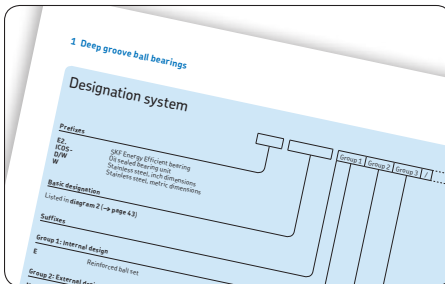 1 Deep groove ball bearings
Designation system
Group 1 Group 2 Group 3 /
Prefixes
E2. SKF Energy Efficient bearing
ICOS- Oil sealed bearing unit
D/W Stainless steel, inch dimensions
W Stainless steel, metric dimensions
Basic designation
Listed in diagram 2 (→ page 43)
Suffixes
Group 1: Internal design
E Reinforced ball set
Group 2: External